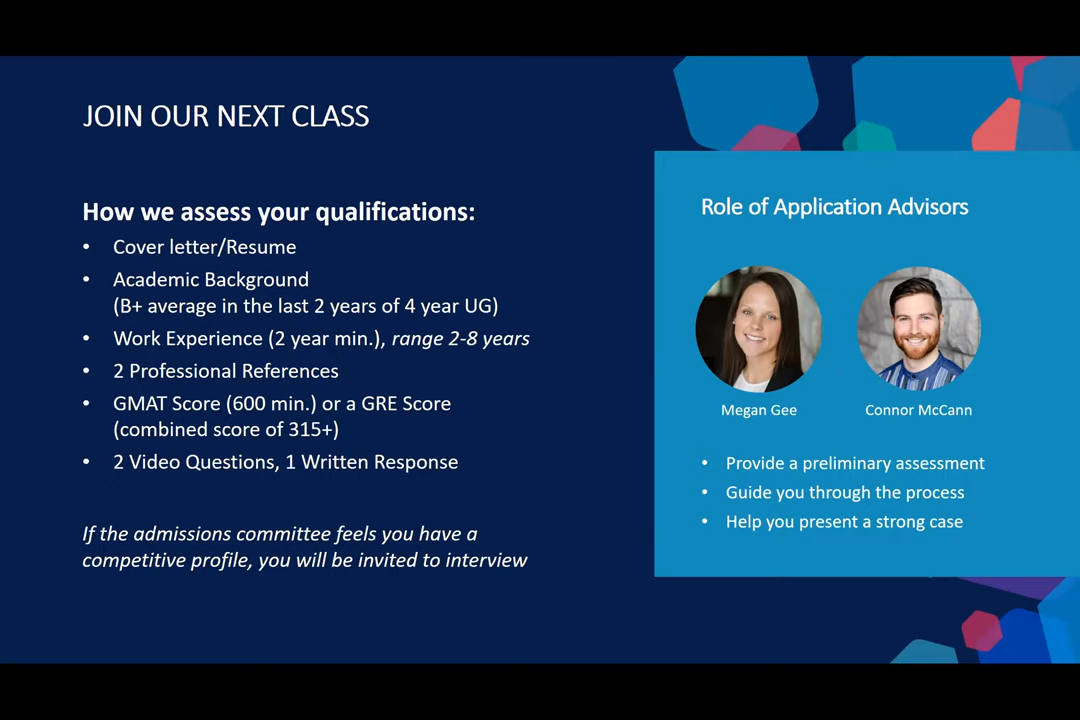 JOIN OUR NEXT CLASS
How we assess your qualifications:
• Cover letter/Resume
• Academic Background
(B+ average in the last 2 years of 4 year UG)
• Work Experience (2 year min.), range 2-8 years
• 2 Professional References
• GMAT Score (600 min.) or a GRE Score
(combined score of 315+)
• 2 Video Questions, 1 Written Response
If the admissions committee feels you have a
competitive profile, you will be invited to interview
Role of Application Advisors
Megan Gee
Connor McCann
• Provide a preliminary assessment
• Guide you through the process
• Help you present a strong case